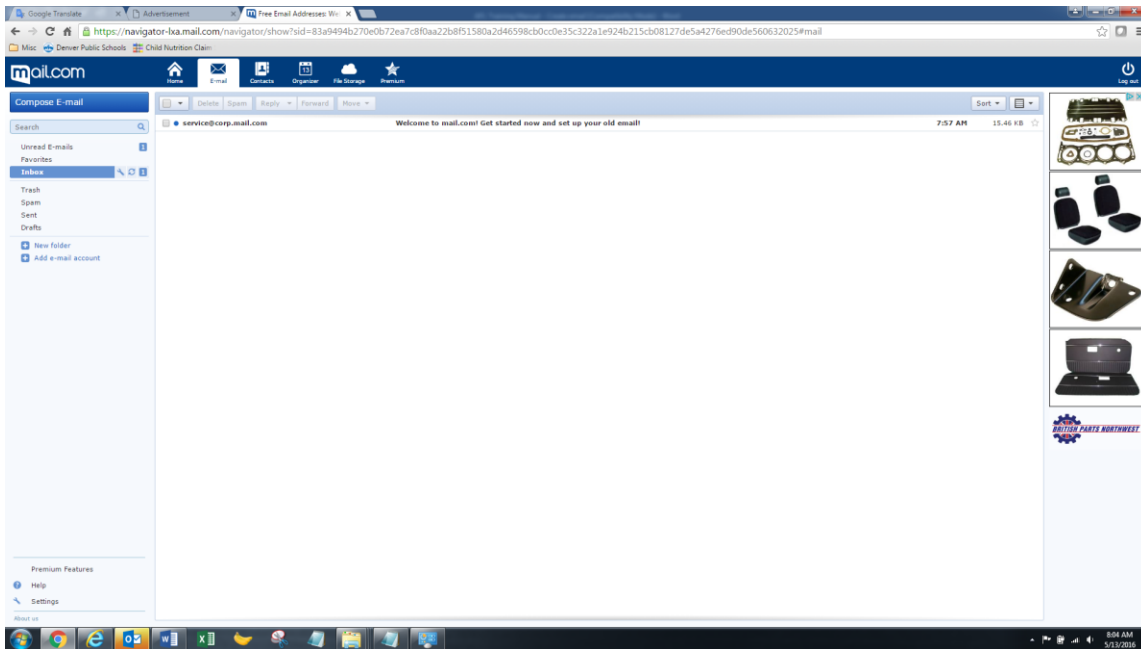 Google Translate
Advertisement
Free Email Addresses: We
https://navigator-lxa.mail.com/navigator/show?sid=83a9494b270e0b72ea7c8f0aa22b8f51580a2d46598cb0cc0e35c322a1e924b215cb08127de5a4276ed90de560632025#mail
Misc
Denver Public Schools
Child Nutrition Claim
mail.com
Home
E-mail
Contacts
13
Organizer
File Storage
Premium
Log out
Compose E-mail
Delete
Spam
Reply
Forward
Move
Sort
Search
service@corp.mail.com
Welcome to mail.com! Get started now and set up your old email!
7:57 AM
15.46 KB
Unread E-mails
1
Favorites
Inbox
1
Trash
Spam
Sent
Drafts
New folder
Add e-mail account
BRITISH PARTS NORTHWEST
Premium Features
Help
Settings
About us
8:04 AM
5/13/2016